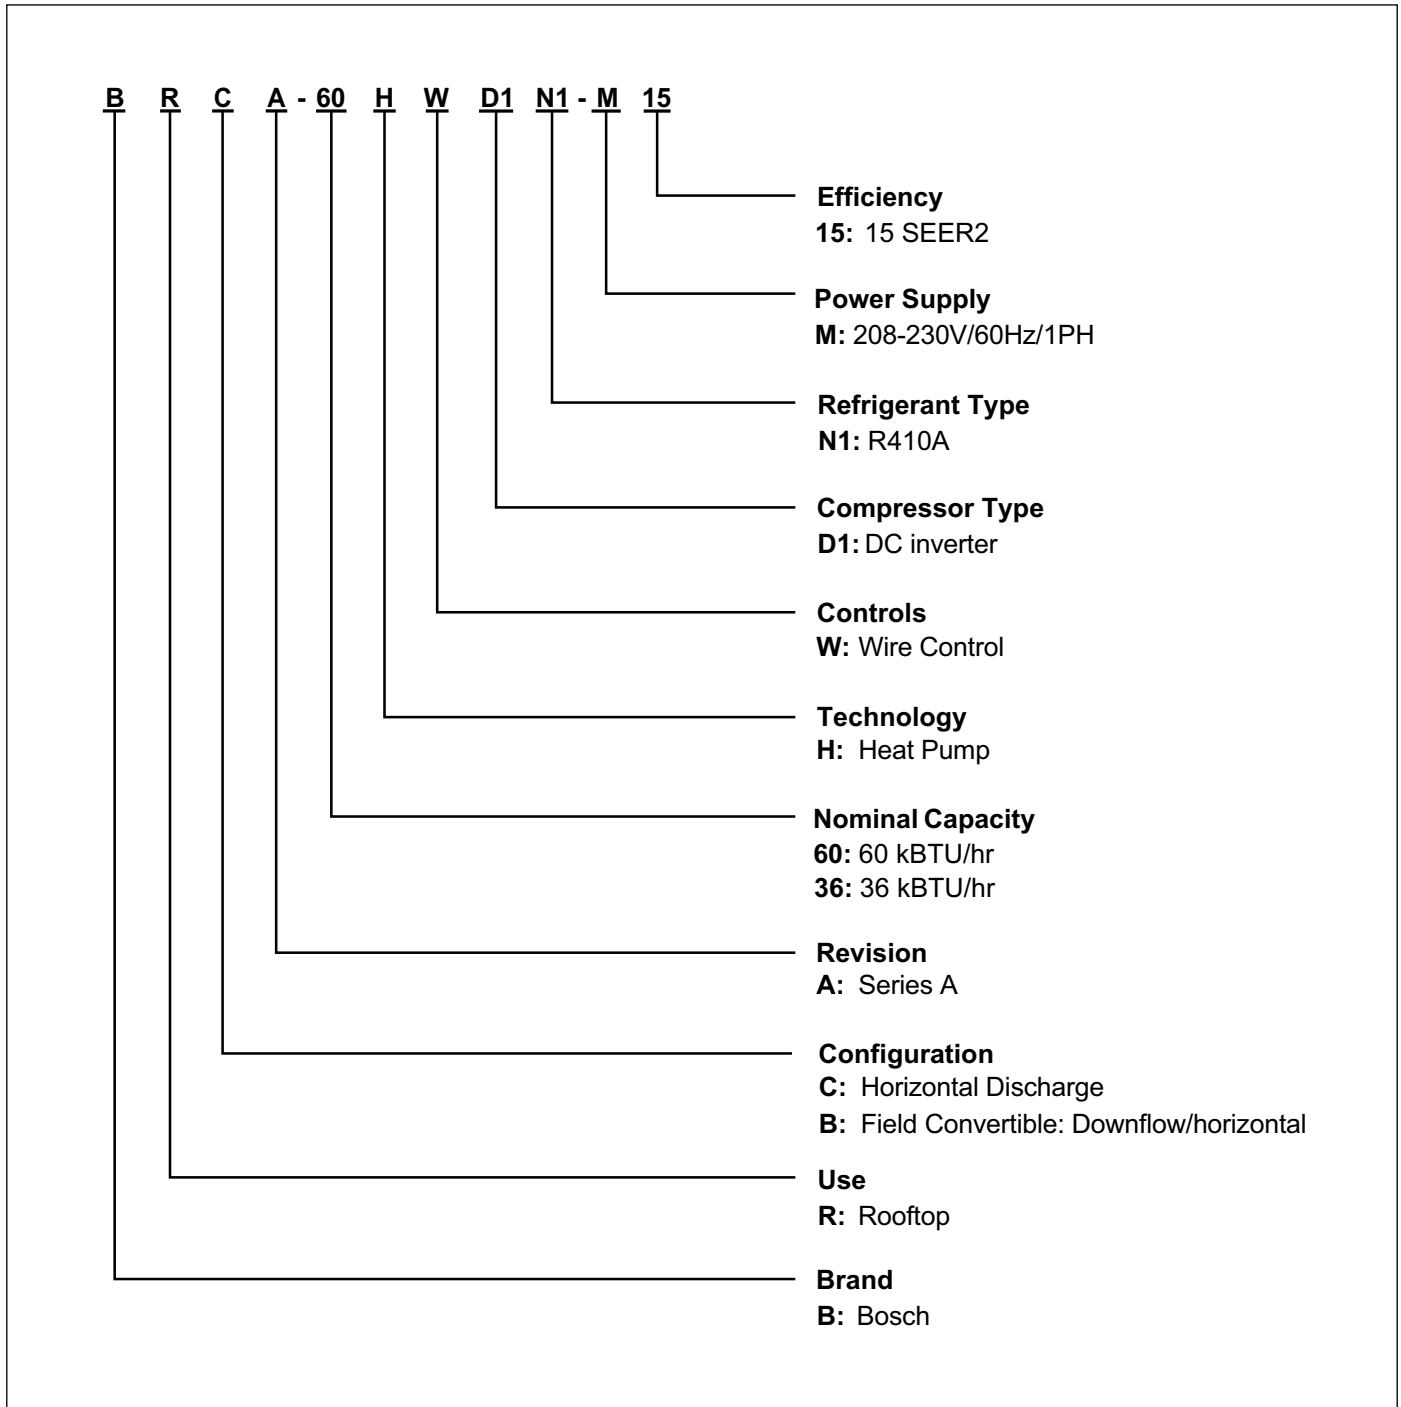 B R C A - 60 H W D1 N1 - M 15
Efficiency
15: 15 SEER2
Power Supply
M: 208-230V/60Hz/1PH
Refrigerant Type
N1: R410A
Compressor Type
D1: DC inverter
Controls
W: Wire Control
Technology
H: Heat Pump
Nominal Capacity
60: 60 kBTU/hr
36: 36 kBTU/hr
Revision
A: Series A
Configuration
C: Horizontal Discharge
B: Field Convertible: Downflow/horizontal
Use
R: Rooftop
Brand
B: Bosch